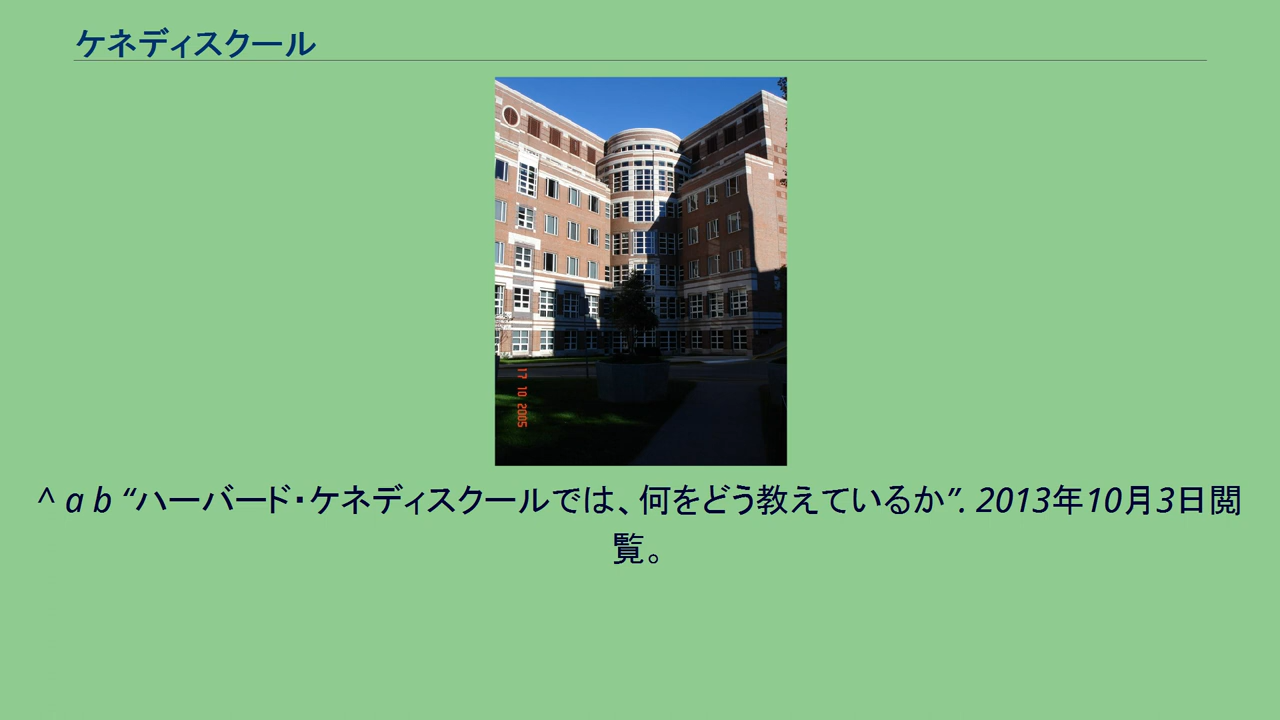 ケネディスクール
17 10 2005
^ a b “ハーバード・ケネディスクールでは、何をどう教えているか”. 2013年10月3日閲
覧。